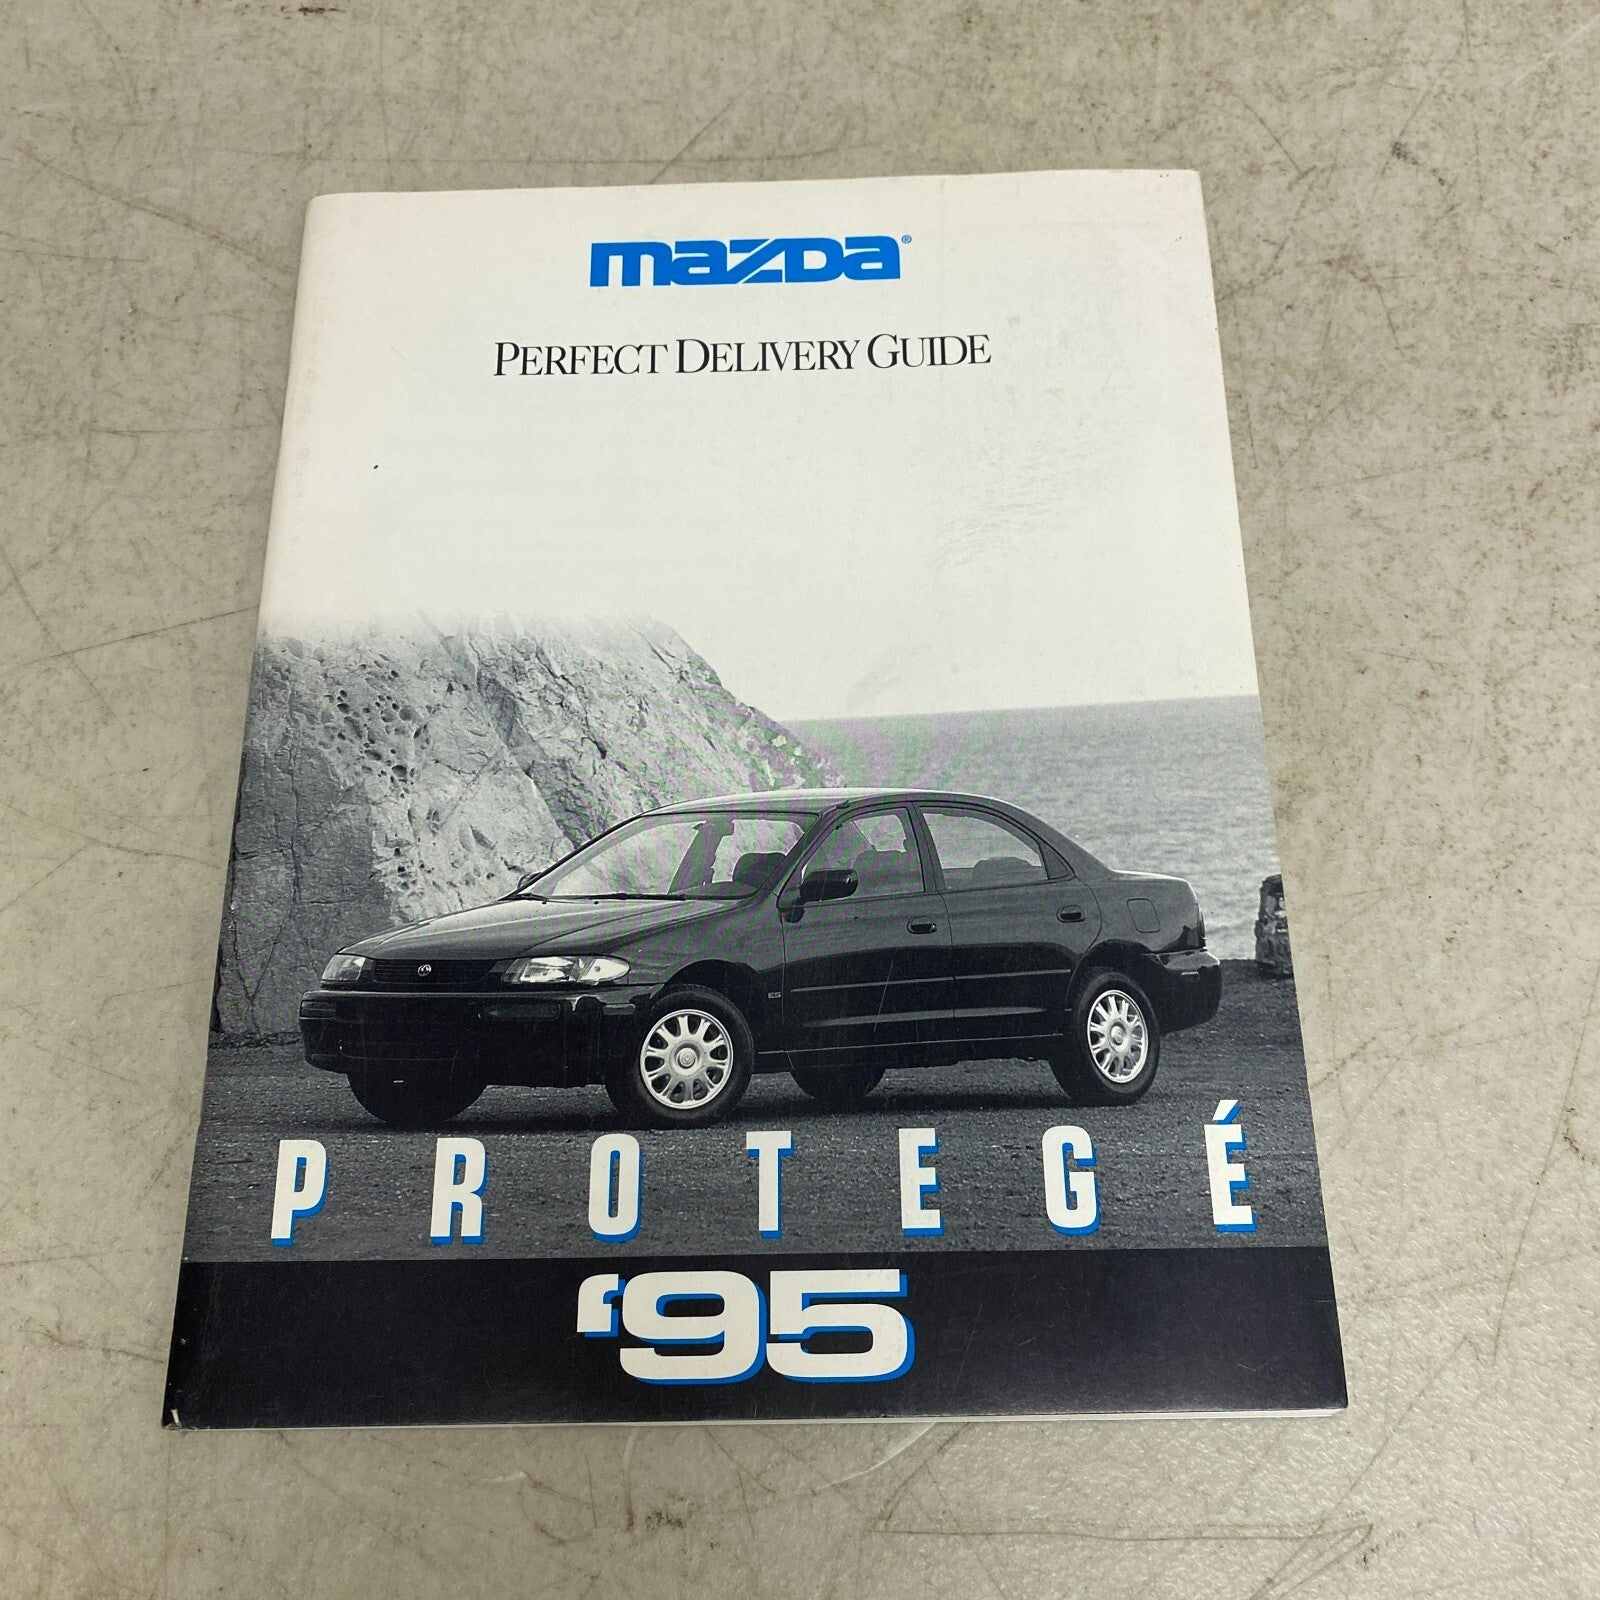 mazda®
PERFECT DELIVERY GUIDE
PROTEGÉ
'95